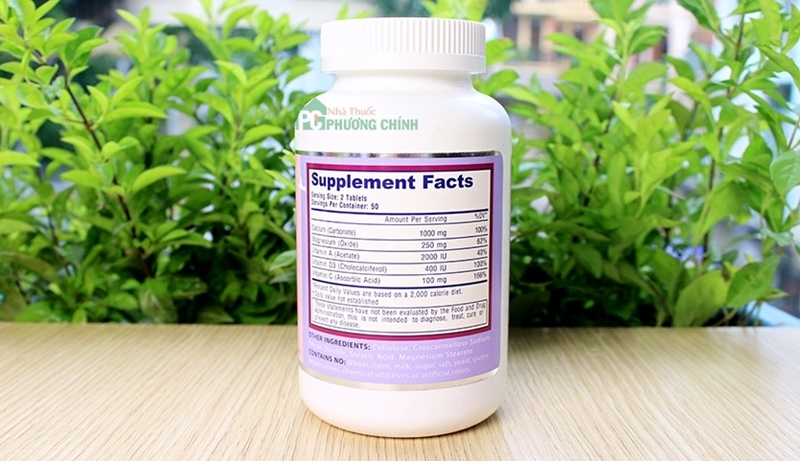 Nhà Thuốc
PC PHƯƠNG CHÍNH
Supplement Facts
Serving Size: 2 Tablets
Servings Per Container: 50
Amount Per Serving %DV*
Calcium (Carbonate) 1000 mg 100%
Magnesium (Oxide) 250 mg 62%
Vitamin A (Acetate) 2000 IU 40%
Vitamin D3 (Cholecalciferol) 400 IU 100%
Vitamin C (Ascorbic Acid) 100 mg 166%
*Percent Daily Values are based on a 2,000 calorie diet.
value not established
These statements have not been evaluated by the Food and Drug
Administration, this is not intended to diagnose, treat, cure or
prevent any disease.
OTHER INGREDIENTS: Cellulose, Croscarmellose Sodium,
Stearic Acid, Magnesium Stearate.
CONTAINS NO: Wheat, corn, milk, sugar, salt, yeast, gluten,
chemical additives or artificial colors.